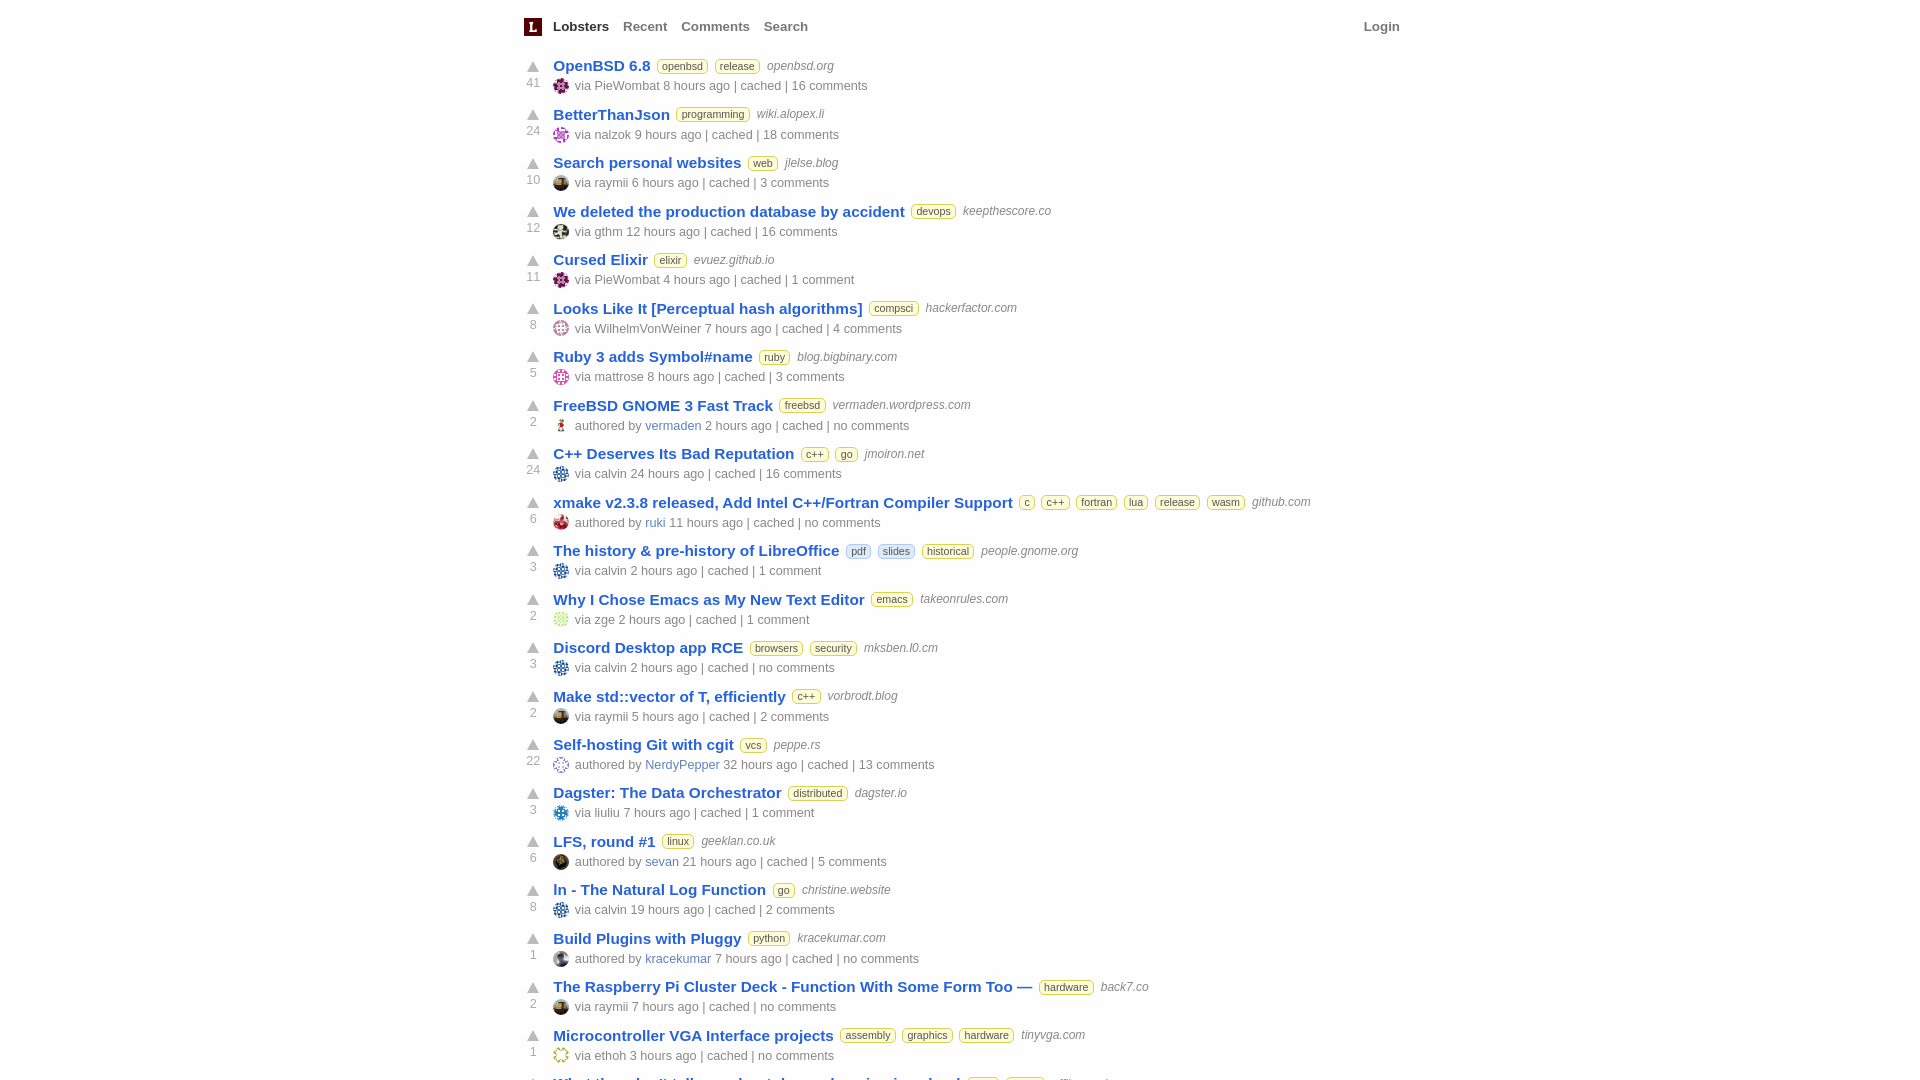 L Lobsters Recent Comments Search Login
OpenBSD 6.8 openbsd release openbsd.org
41
via PieWombat 8 hours ago | cached | 16 comments
BetterThanJson programming wiki.alopex.li
24
via nalzok 9 hours ago | cached | 18 comments
Search personal websites web jlelse.blog
10
via raymii 6 hours ago | cached | 3 comments
We deleted the production database by accident devops keepthescore.co
12
via gthm 12 hours ago | cached | 16 comments
Cursed Elixir elixir evuez.github.io
11
via PieWombat 4 hours ago | cached | 1 comment
Looks Like It [Perceptual hash algorithms] compsci hackerfactor.com
8
via WilhelmVonWeiner 7 hours ago | cached | 4 comments
Ruby 3 adds Symbol#name ruby blog.bigbinary.com
5
via mattrose 8 hours ago | cached | 3 comments
FreeBSD GNOME 3 Fast Track freebsd vermaden.wordpress.com
2
authored by vermaden 2 hours ago | cached | no comments
C++ Deserves Its Bad Reputation c++ go jmoiron.net
24
via calvin 24 hours ago | cached | 16 comments
xmake v2.3.8 released, Add Intel C++/Fortran Compiler Support c c++ fortran lua release wasm github.com
6
authored by ruki 11 hours ago | cached | no comments
The history & pre-history of LibreOffice pdf slides historical people.gnome.org
3
via calvin 2 hours ago | cached | 1 comment
Why I Chose Emacs as My New Text Editor emacs takeonrules.com
2
via zge 2 hours ago | cached | 1 comment
Discord Desktop app RCE browsers security mksben.l0.cm
3
via calvin 2 hours ago | cached | no comments
Make std::vector of T, efficiently c++ vorbrodt.blog
2
via raymii 5 hours ago | cached | 2 comments
Self-hosting Git with cgit vcs peppe.rs
22
authored by NerdyPepper 32 hours ago | cached | 13 comments
Dagster: The Data Orchestrator distributed dagster.io
3
via liuliu 7 hours ago | cached | 1 comment
LFS, round #1 linux geeklan.co.uk
6
authored by sevan 21 hours ago | cached | 5 comments
ln - The Natural Log Function go christine.website
8
via calvin 19 hours ago | cached | 2 comments
Build Plugins with Pluggy python kracekumar.com
1
authored by kracekumar 7 hours ago | cached | no comments
The Raspberry Pi Cluster Deck - Function With Some Form Too — hardware back7.co
2
via raymii 7 hours ago | cached | no comments
Microcontroller VGA Interface projects assembly graphics hardware tinyvga.com
1
via ethoh 3 hours ago | cached | no comments